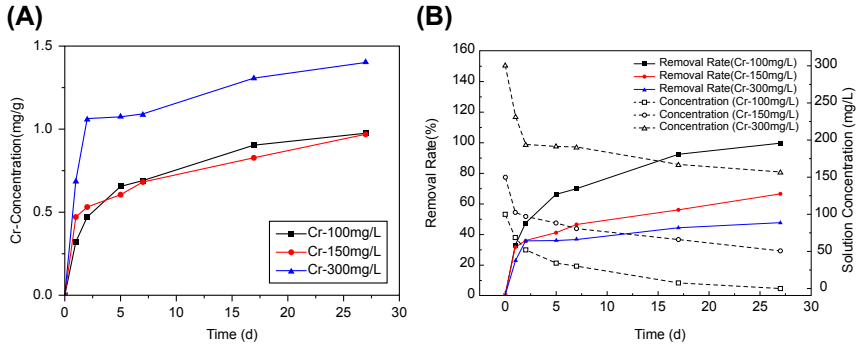 (A)
Cr-Concentration(mg/g)
1.5
1.0
0.5
0.0
0 5 10 15 20 25 30
Time (d)
Cr-100mg/L
Cr-150mg/L
Cr-300mg/L
(B)
Removal Rate(%)
160
140
120
100
80
60
40
20
0
0 5 10 15 20 25 30
Time (d)
Removal Rate(Cr-100mg/L)
Removal Rate(Cr-150mg/L)
Removal Rate(Cr-300mg/L)
Concentration (Cr-100mg/L)
Concentration (Cr-150mg/L)
Concentration (Cr-300mg/L)
300
250
200
150
100
50
0
Solution Concentration (mg/L)